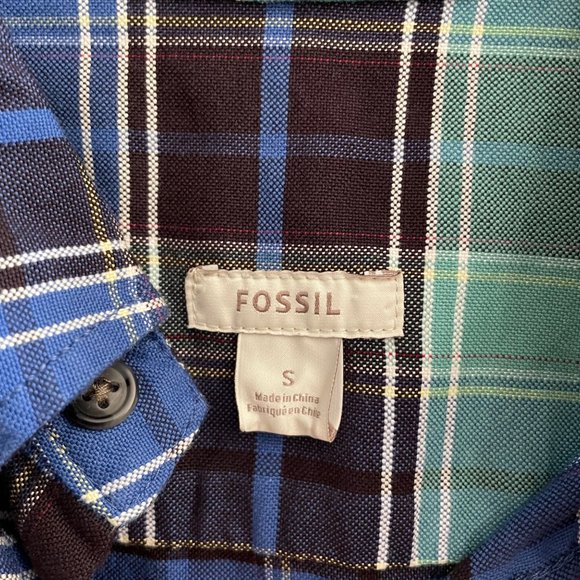 FOSSIL
S
Made in China
Fabriqué en Chine